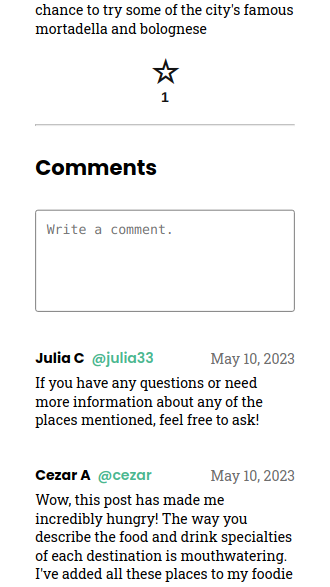 chance to try some of the city's famous
mortadella and bolognese
1
Comments
Write a comment.
Julia C @julia33 May 10, 2023
If you have any questions or need
more information about any of the
places mentioned, feel free to ask!
Cezar A @cezar May 10, 2023
Wow, this post has made me
incredibly hungry! The way you
describe the food and drink specialties
of each destination is mouthwatering.
I've added all these places to my foodie